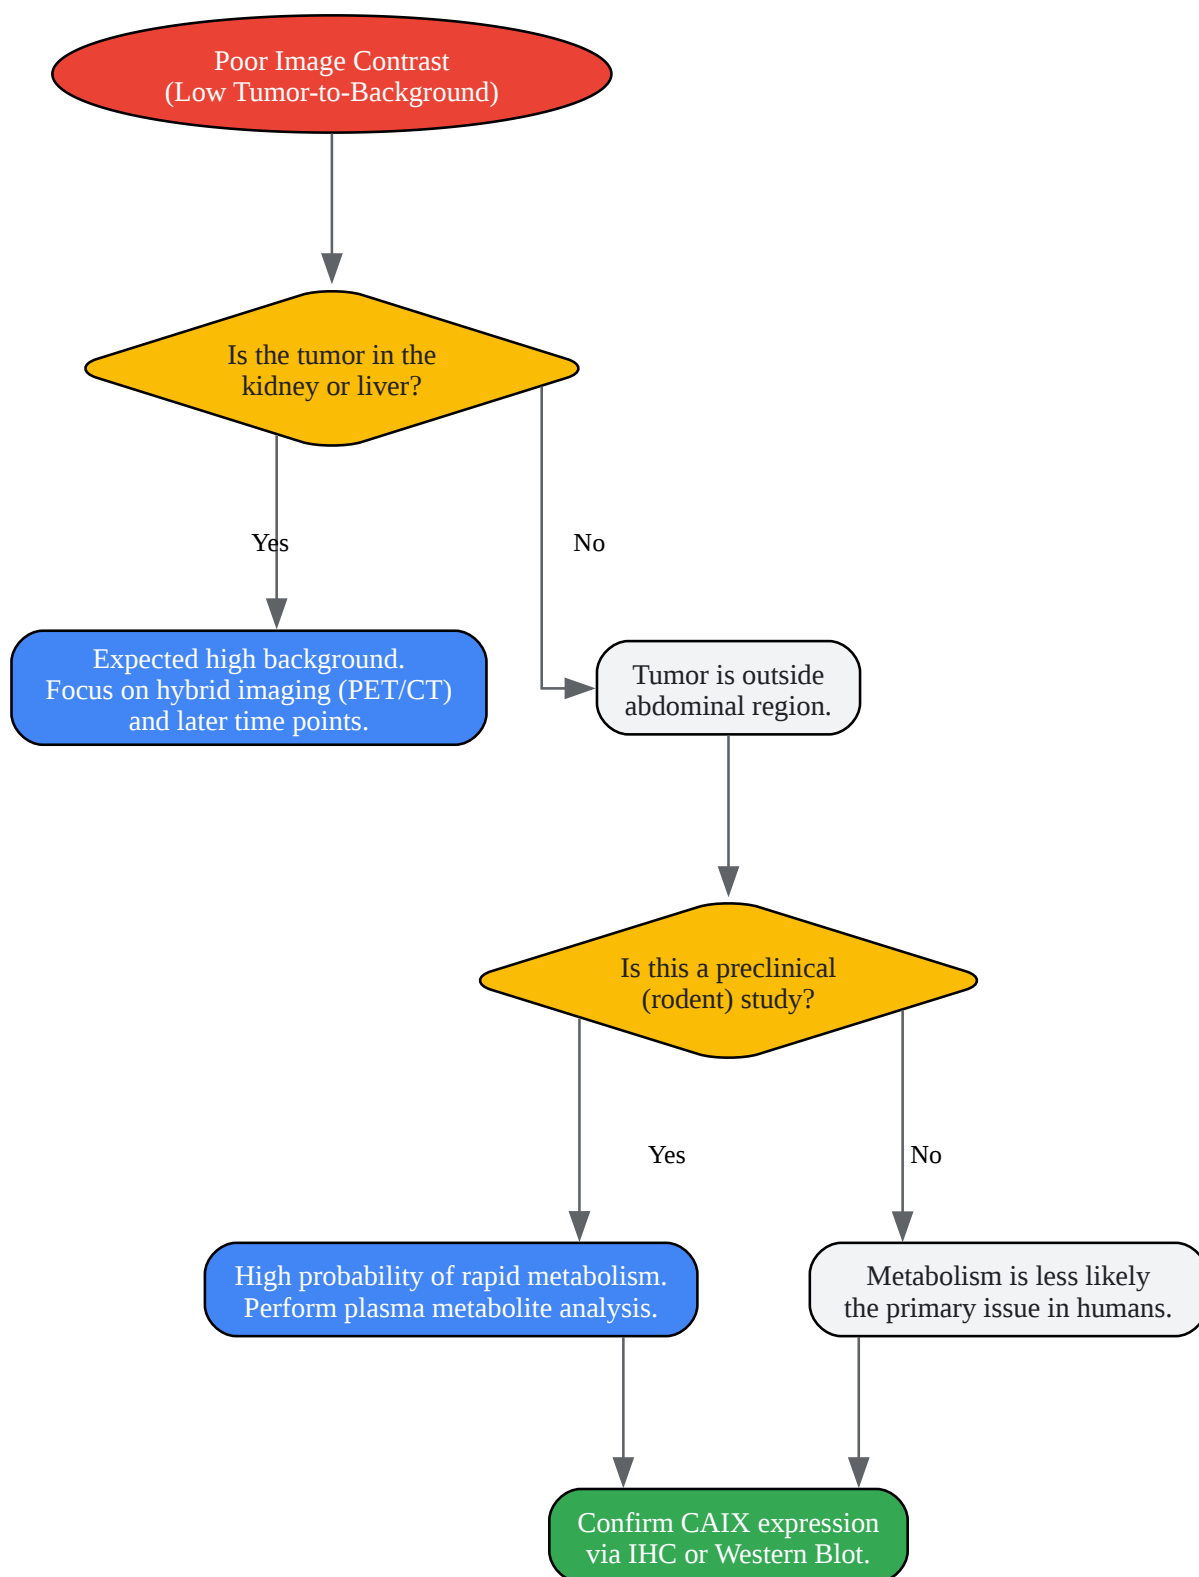 Poor Image Contrast
(Low Tumor-to-Background)
Is the tumor in the
kidney or liver?
Yes
No
Expected high background.
Focus on hybrid imaging (PET/CT)
and later time points.
Tumor is outside
abdominal region.
Is this a preclinical
(rodent) study?
Yes
No
High probability of rapid metabolism.
Perform plasma metabolite analysis.
Metabolism is less likely
the primary issue in humans.
Confirm CAIX expression
via IHC or Western Blot.